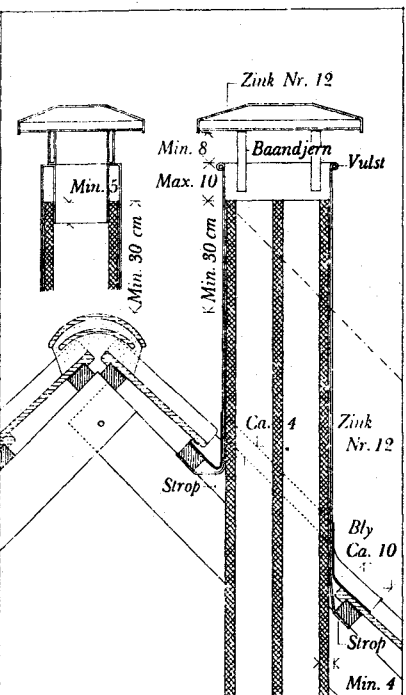 Zink Nr. 12
Min. 8
Baandjern
Vulst
Min. 5
Max. 10
Min. 30 cm
Min. 30 cm
Ca. 4
Zink
Nr. 12
Strop
Bly
Ca. 10
Strop
Min. 4